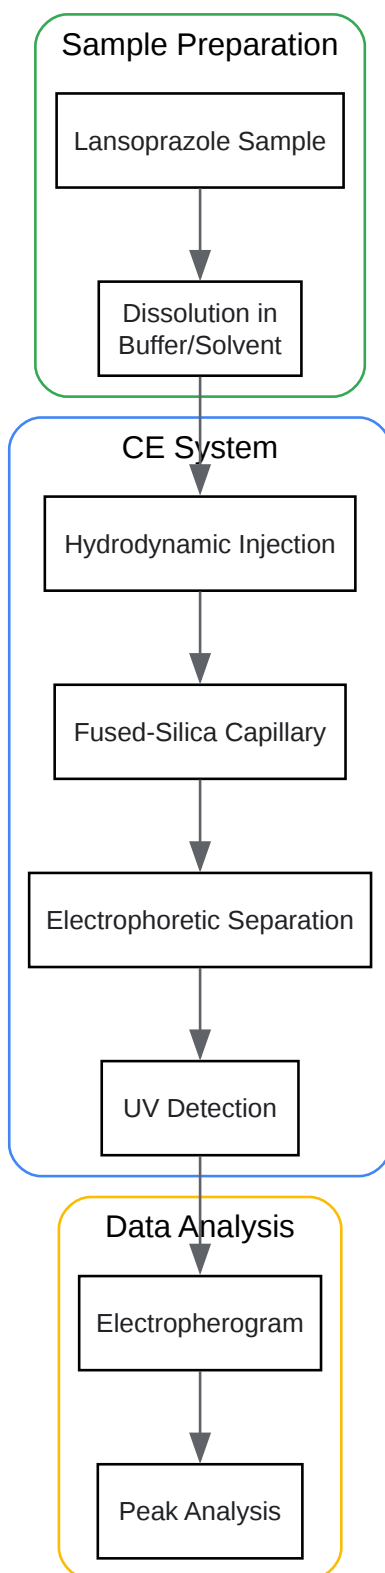 Sample Preparation
Lansoprazole Sample
Dissolution in
Buffer/Solvent
CE System
Hydrodynamic Injection
Fused-Silica Capillary
Electrophoretic Separation
UV Detection
Data Analysis
Electropherogram
Peak Analysis